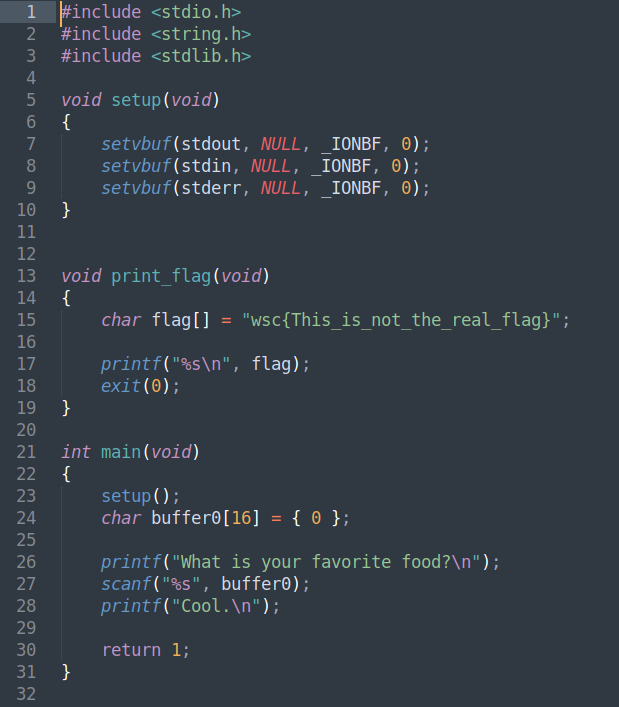 1 #include <stdio.h>
2 #include <string.h>
3 #include <stdlib.h>
4
5 void setup(void)
6 {
7     setvbuf(stdout, NULL, _IONBF, 0);
8     setvbuf(stdin, NULL, _IONBF, 0);
9     setvbuf(stderr, NULL, _IONBF, 0);
10 }
11
12
13 void print_flag(void)
14 {
15     char flag[] = "wsc{This_is_not_the_real_flag}";
16
17     printf("%s\n", flag);
18     exit(0);
19 }
20
21 int main(void)
22 {
23     setup();
24     char buffer0[16] = { 0 };
25
26     printf("What is your favorite food?\n");
27     scanf("%s", buffer0);
28     printf("Cool.\n");
29
30     return 1;
31 }
32